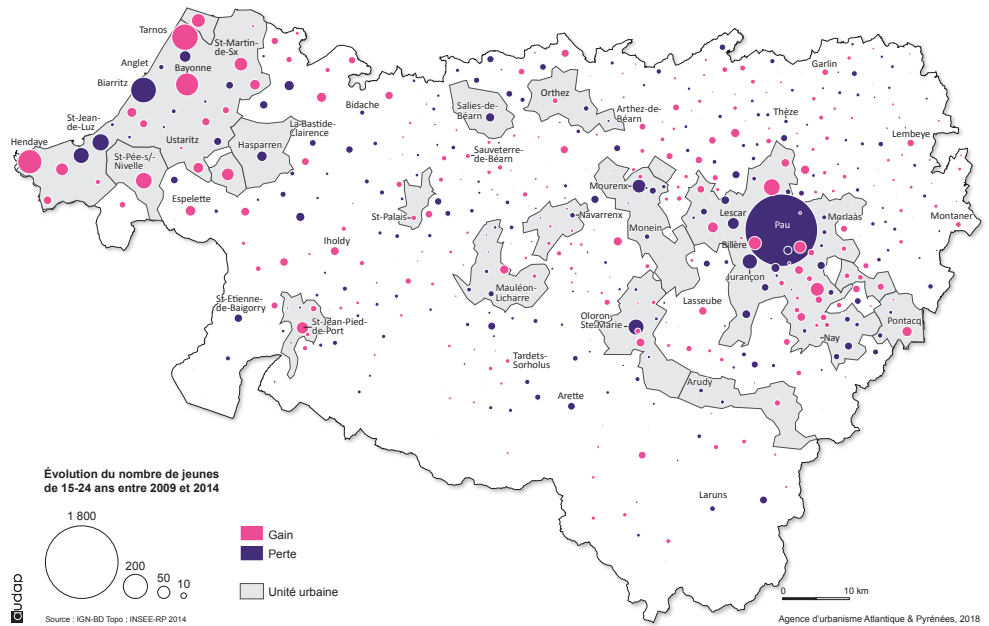 Tarnos
St-Martin-
de-Sx
Anglet
Bayonne
Biarritz
St-Jean-
de-Luz
Hendaye
St-Pée-s/-
Nivelle
Ustaritz
Espelette
Hasparren
La-Bastide-
Clairence
Bidache
Salies-de-
Béarn
Orthez
Arthez-de-
Béarn
Sauveterre-
de-Béarn
Garlin
Thèze
Lembeye
Mourenx
Navarrenx
Monein
Lescar
Pau
Morlaàs
Montaner
Billère
Jurançon
St-Palais
Iholdy
Mauléon-
Licharre
St-Etienne-
de-Baigorry
St-Jean-Pied-
de-Port
Oloron-
Ste-Marie
Lasseube
Nay
Pontacq
Tardets-
Sorholus
Arette
Arudy
Laruns
Évolution du nombre de jeunes
de 15-24 ans entre 2009 et 2014
1 800
200
50
10
Gain
Perte
Unité urbaine
0 10 km
audap
Source : IGN-BD Topo ; INSEE-RP 2014
Agence d'urbanisme Atlantique & Pyrénées, 2018